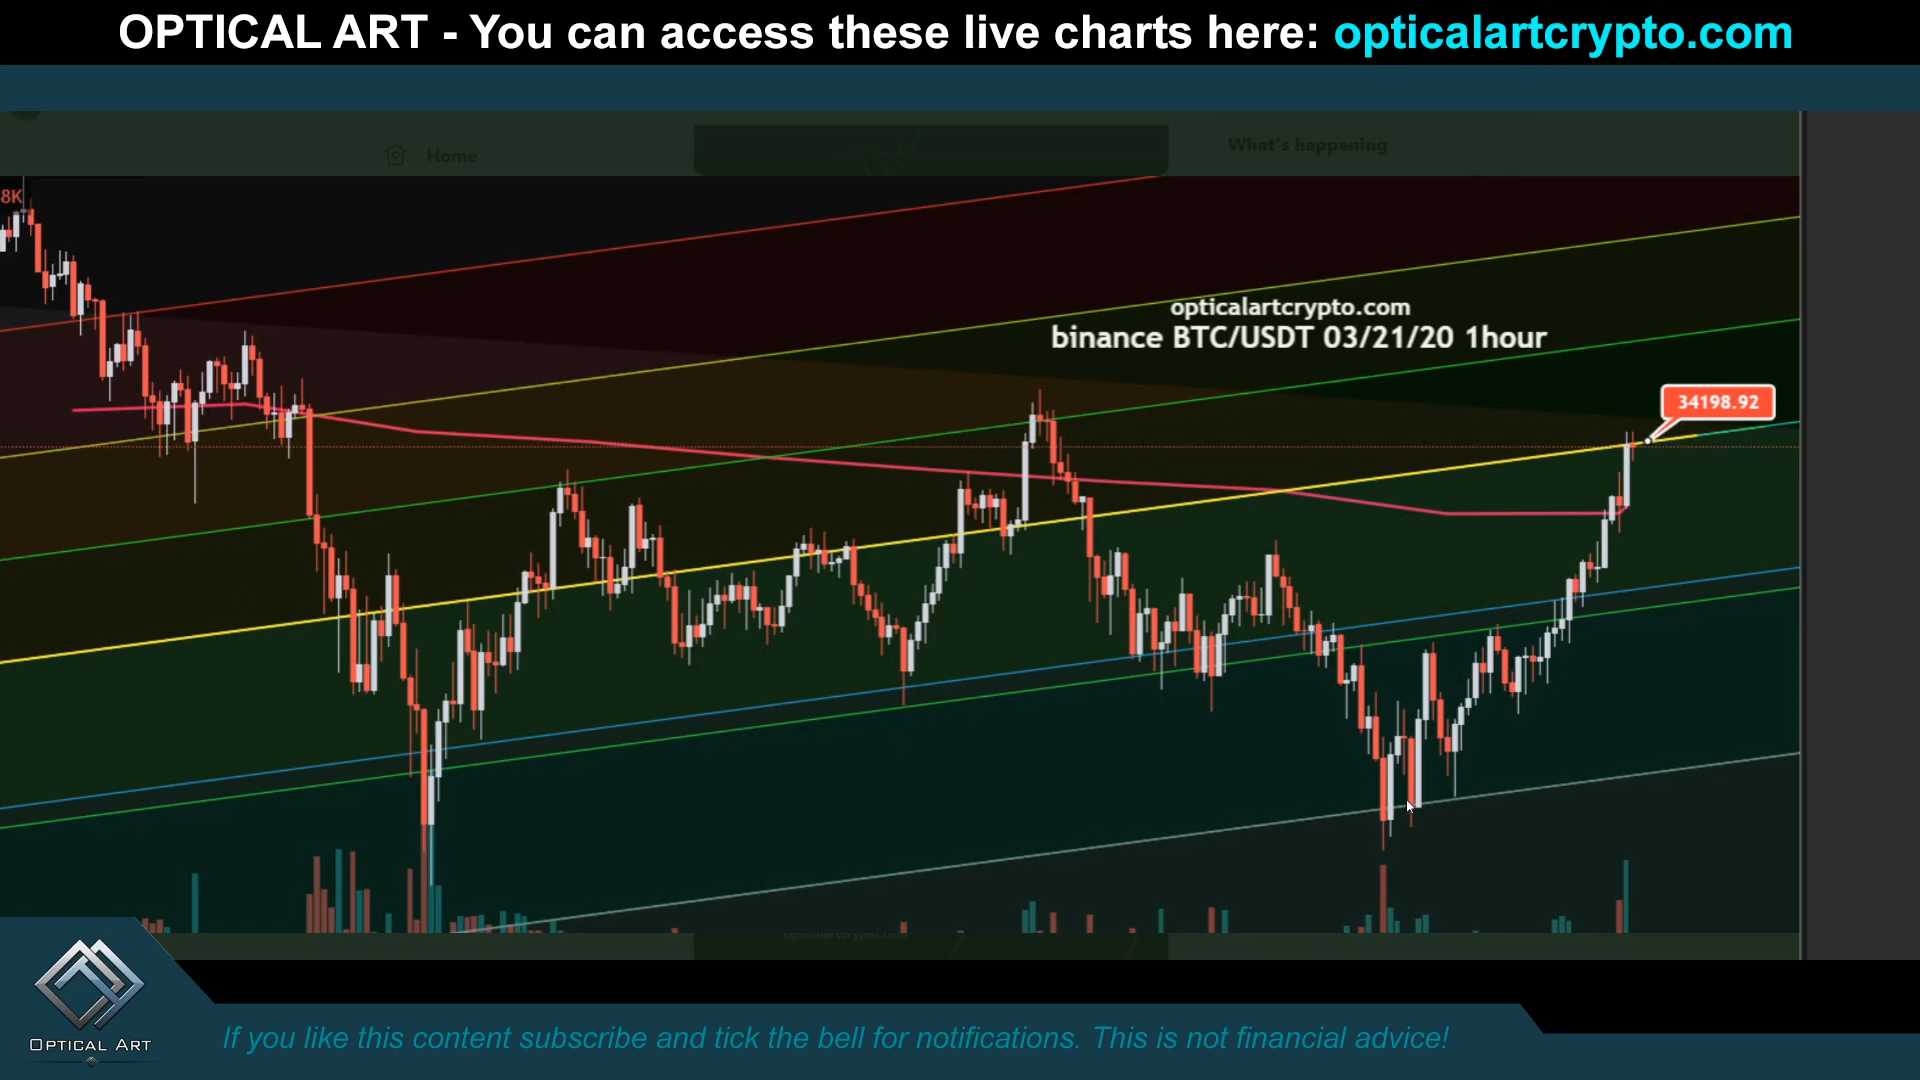 OPTICAL ART - You can access these live charts here: opticalartcrypto.com
Home
What's happening
8K
opticalartcrypto.com
binance BTC/USDT 03/21/20 1hour
34198.92
opticalartcrypto.com
OPTICAL ART
If you like this content subscribe and tick the bell for notifications. This is not financial advice!